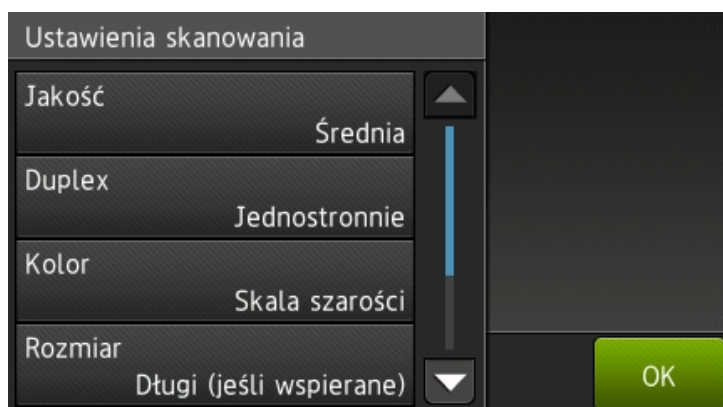 Ustawienia skanowania
Jakość
Średnia
Duplex
Jednostronnie
Kolor
Skala szarości
Rozmiar
Długi (jeśli wspierane)
OK